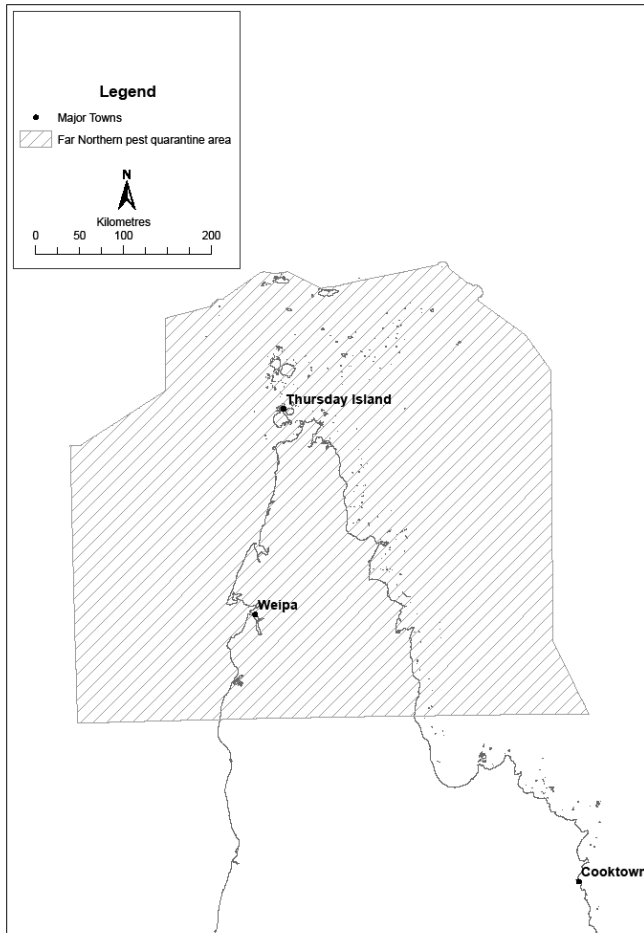 Legend
Major Towns
Far Northern pest quarantine area
N
Kilometres
0 50 100 200
Thursday Island
Weipa
Cooktown